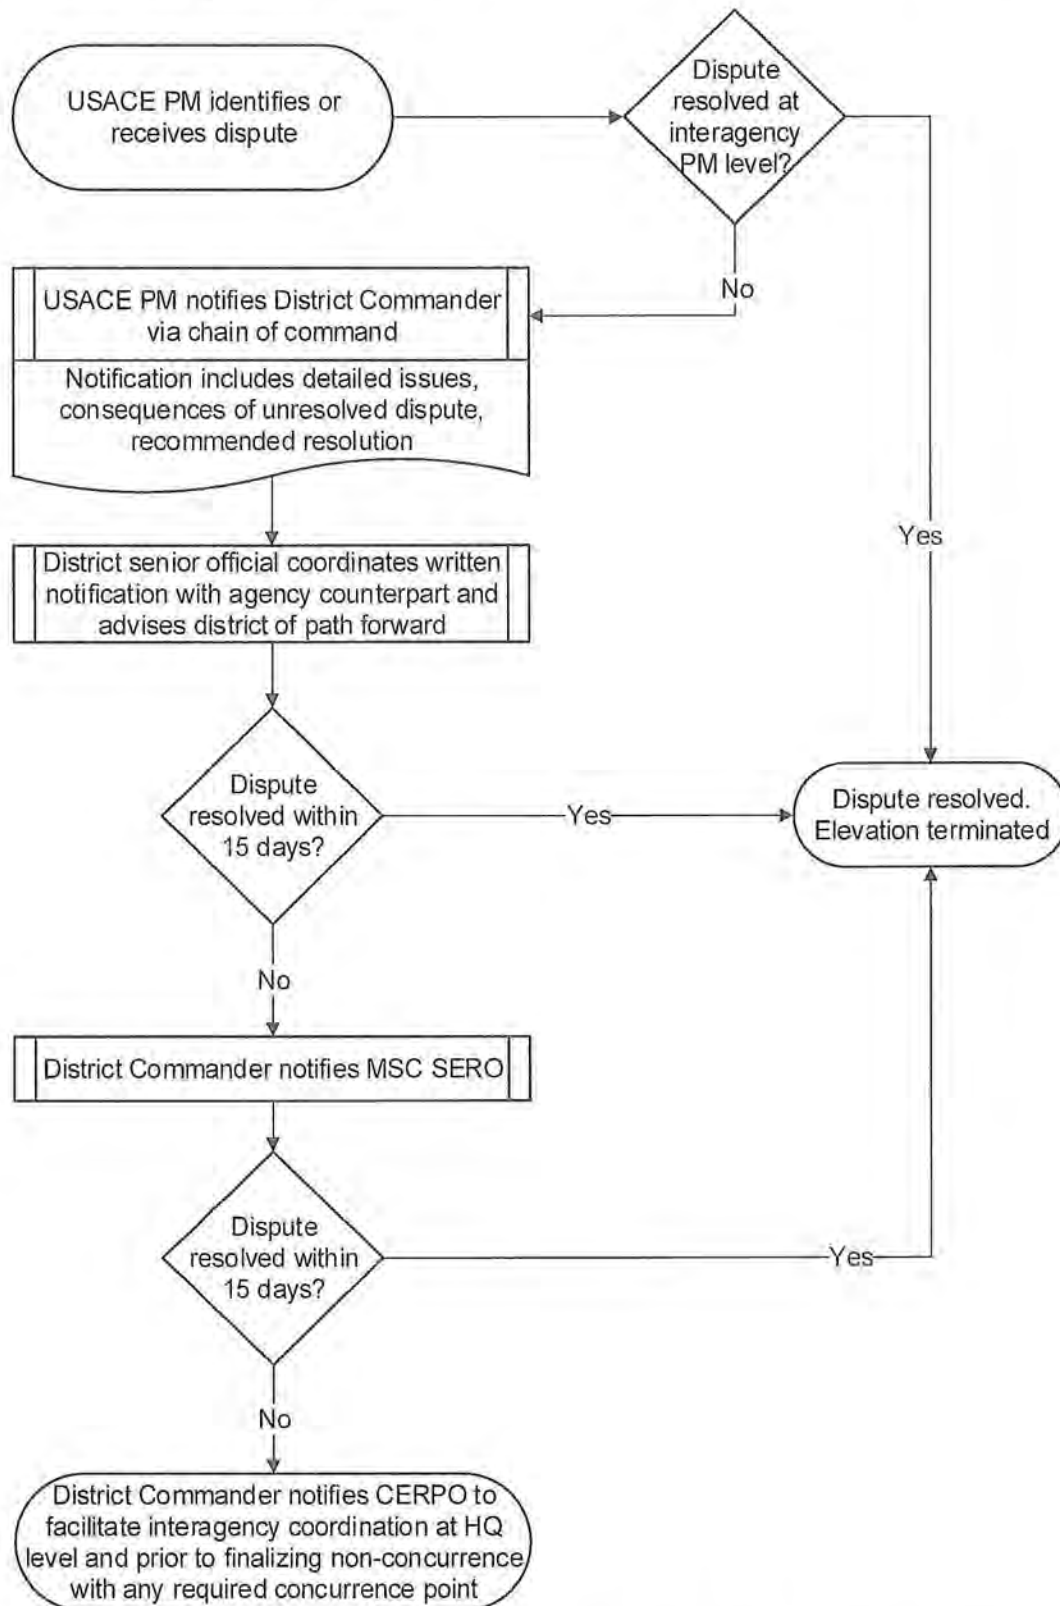 USACE PM identifies or
receives dispute
Dispute
resolved at
interagency
PM level?
No
USACE PM notifies District Commander
via chain of command
Notification includes detailed issues,
consequences of unresolved dispute,
recommended resolution
Yes
District senior official coordinates written
notification with agency counterpart and
advises district of path forward
Dispute
resolved within
15 days?
Yes
Dispute resolved.
Elevation terminated
No
District Commander notifies MSC SERO
Dispute
resolved within
15 days?
Yes
No
District Commander notifies CERPO to
facilitate interagency coordination at HQ
level and prior to finalizing non-concurrence
with any required concurrence point